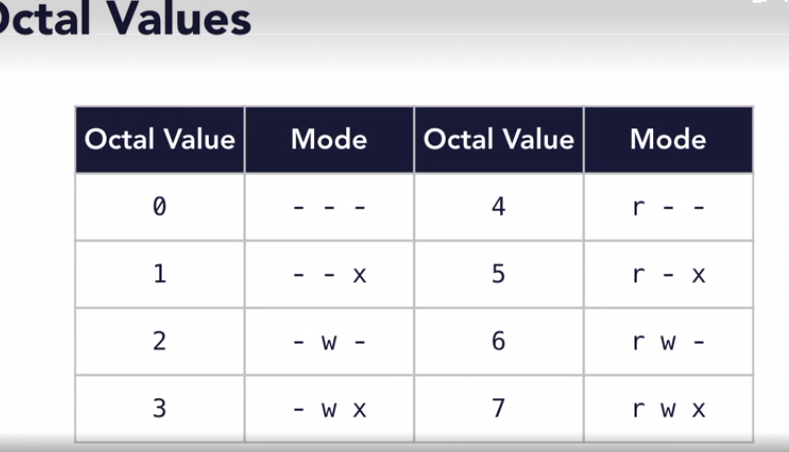 Octal Values
Octal Value Mode Octal Value Mode
0 - - - 4 r - -
1 - - x 5 r - x
2 - w - 6 r w -
3 - w x 7 r w x